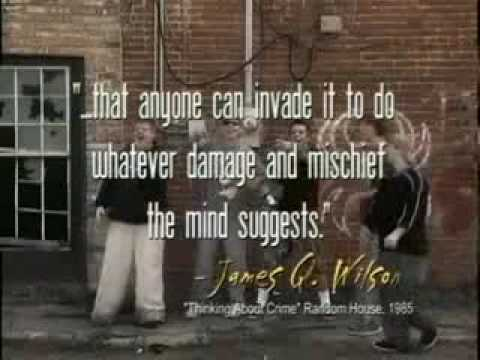 ...that anyone can invade it to do
whatever damage and mischief
the mind suggests."
- James Q. Wilson
"Thinking About Crime" Random House, 1985